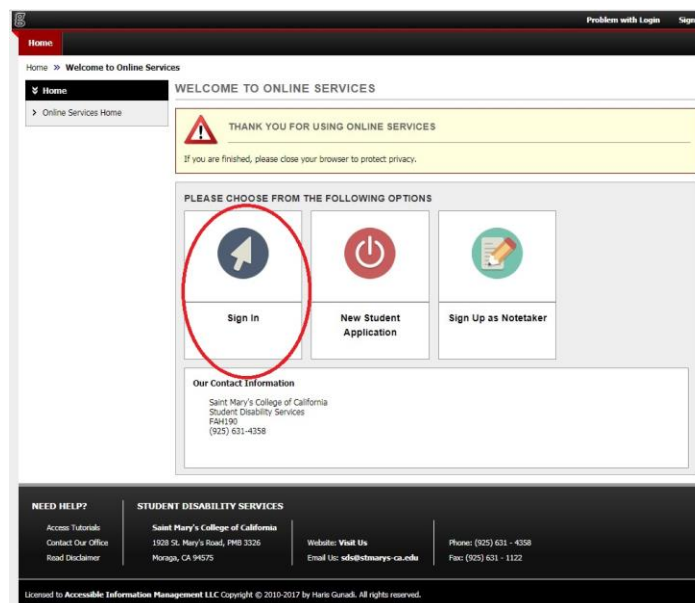 Problem with Login Sign
Home
Home » Welcome to Online Services
Home
Online Services Home
WELCOME TO ONLINE SERVICES
THANK YOU FOR USING ONLINE SERVICES
If you are finished, please close your browser to protect privacy.
PLEASE CHOOSE FROM THE FOLLOWING OPTIONS
Sign In
New Student
Application
Sign Up as Notetaker
Our Contact Information
Saint Mary's College of California
Student Disability Services
FAH190
(925) 631-4358
NEED HELP?
Access Tutorials
Contact Our Office
Read Disclaimer
STUDENT DISABILITY SERVICES
Saint Mary's College of California
1928 St. Mary's Road, PMB 3326
Moraga, CA 94575
Website: Visit Us
Email Us: sds@stmarys-ca.edu
Phone: (925) 631 - 4358
Fax: (925) 631 - 1122
Licensed to Accessible Information Management LLC Copyright © 2010-2017 by Haris Gunadi. All rights reserved.